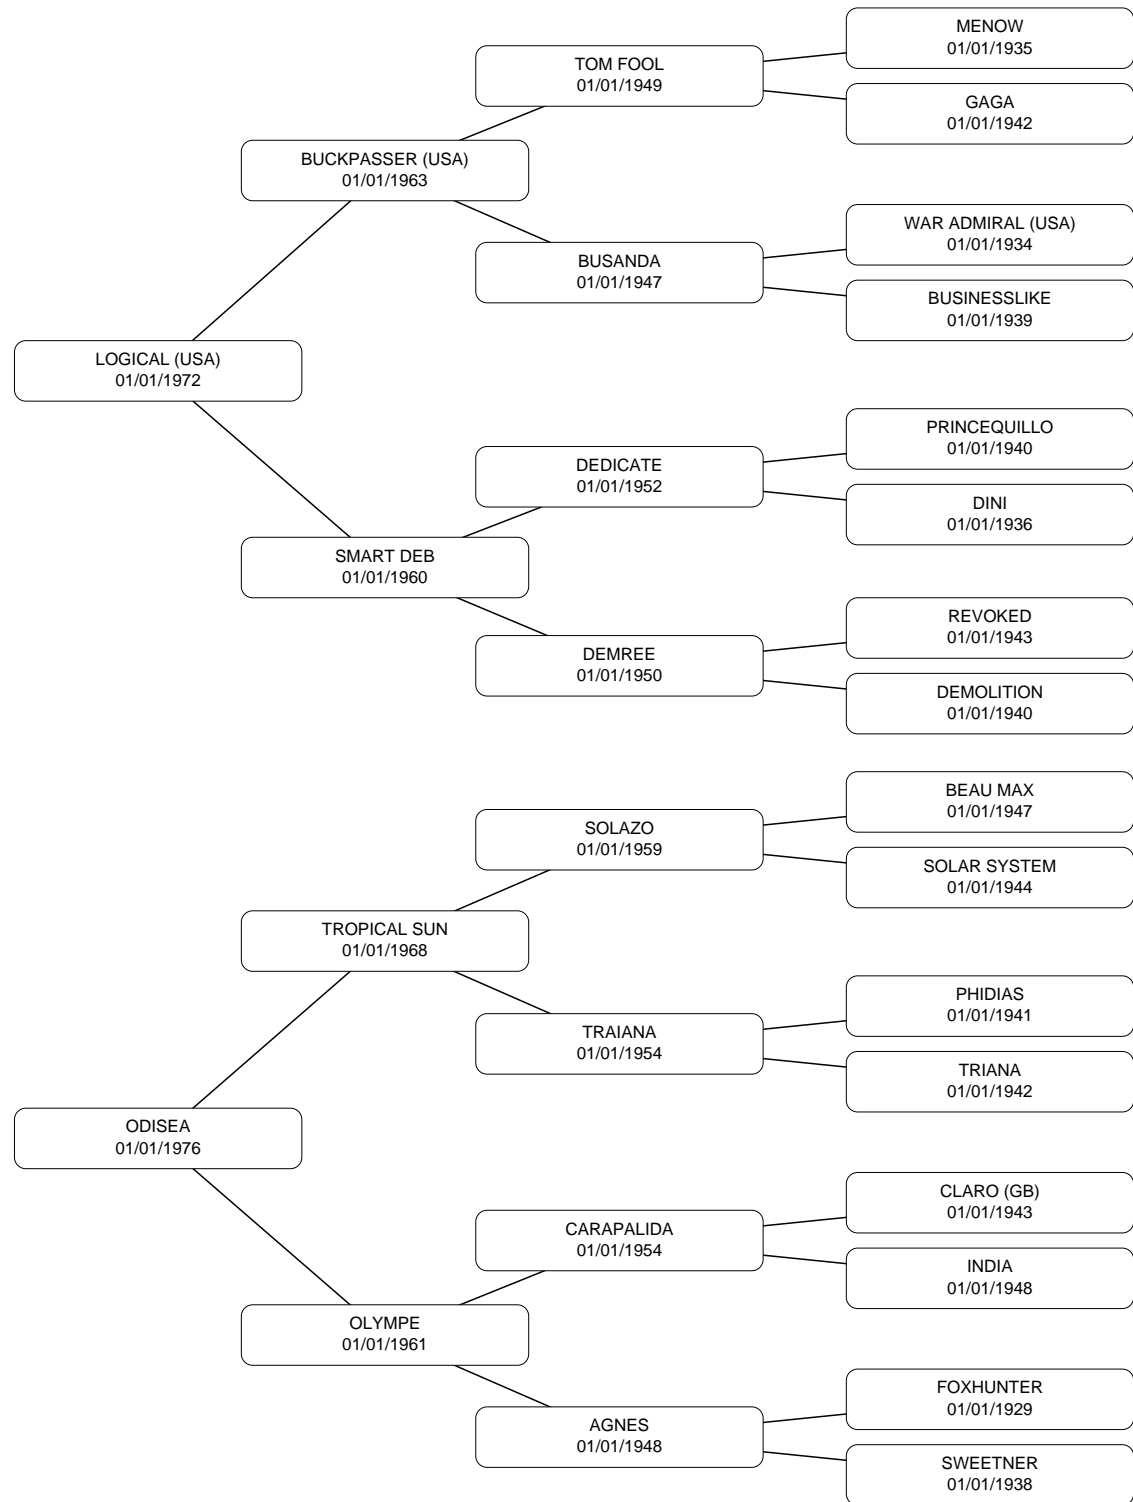 MENOW
01/01/1935
TOM FOOL
01/01/1949
GAGA
01/01/1942
BUCKPASSER (USA)
01/01/1963
WAR ADMIRAL (USA)
01/01/1934
BUSANDA
01/01/1947
BUSINESSLIKE
01/01/1939
LOGICAL (USA)
01/01/1972
PRINCEQUILLO
01/01/1940
DEDICATE
01/01/1952
DINI
01/01/1936
SMART DEB
01/01/1960
REVOKED
01/01/1943
DEMREE
01/01/1950
DEMOLITION
01/01/1940
BEAU MAX
01/01/1947
SOLAZO
01/01/1959
SOLAR SYSTEM
01/01/1944
TROPICAL SUN
01/01/1968
PHIDIAS
01/01/1941
TRAIANA
01/01/1954
TRIANA
01/01/1942
ODISEA
01/01/1976
CLARO (GB)
01/01/1943
CARAPALIDA
01/01/1954
INDIA
01/01/1948
OLYMPE
01/01/1961
FOXHUNTER
01/01/1929
AGNES
01/01/1948
SWEETNER
01/01/1938